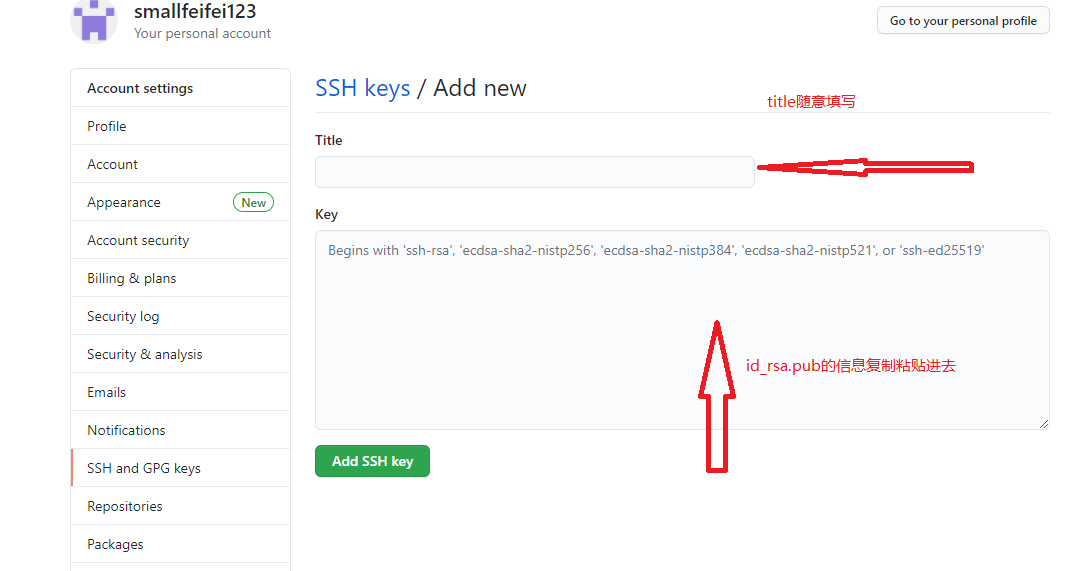 smallfeifei123
Your personal account
Go to your personal profile
Account settings
Profile
Account
Appearance New
Account security
Billing & plans
Security log
Security & analysis
Emails
Notifications
SSH and GPG keys
Repositories
Packages
SSH keys / Add new
title随意填写
Title
Key
Begins with 'ssh-rsa', 'ecdsa-sha2-nistp256', 'ecdsa-sha2-nistp384', 'ecdsa-sha2-nistp521', or 'ssh-ed25519'
id_rsa.pub的信息复制粘贴进去
Add SSH key